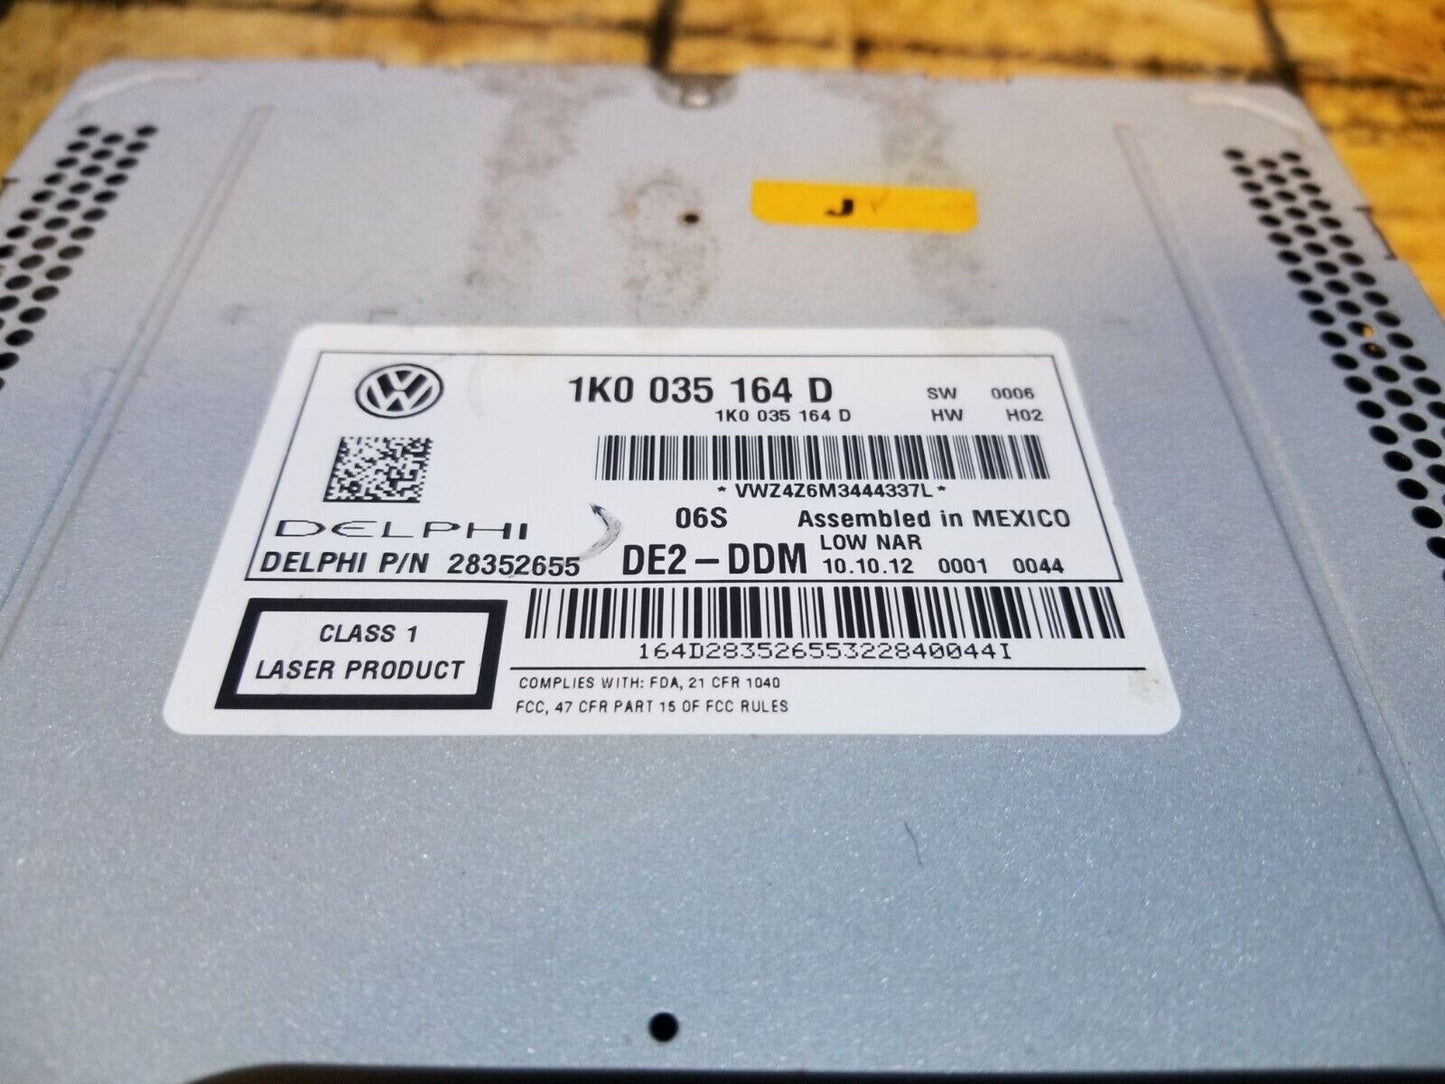 J
1K0 035 164 D SW 0006
1K0 035 164 D HW H02
* VWZ4Z6M3444337L *
DELPHI 06S Assembled in MEXICO
DELPHI P/N 28352655 DE2-DDM LOW NAR
10.10.12 0001 0044
CLASS 1
LASER PRODUCT
164D28352655322840044I
COMPLIES WITH: FDA, 21 CFR 1040
FCC, 47 CFR PART 15 OF FCC RULES